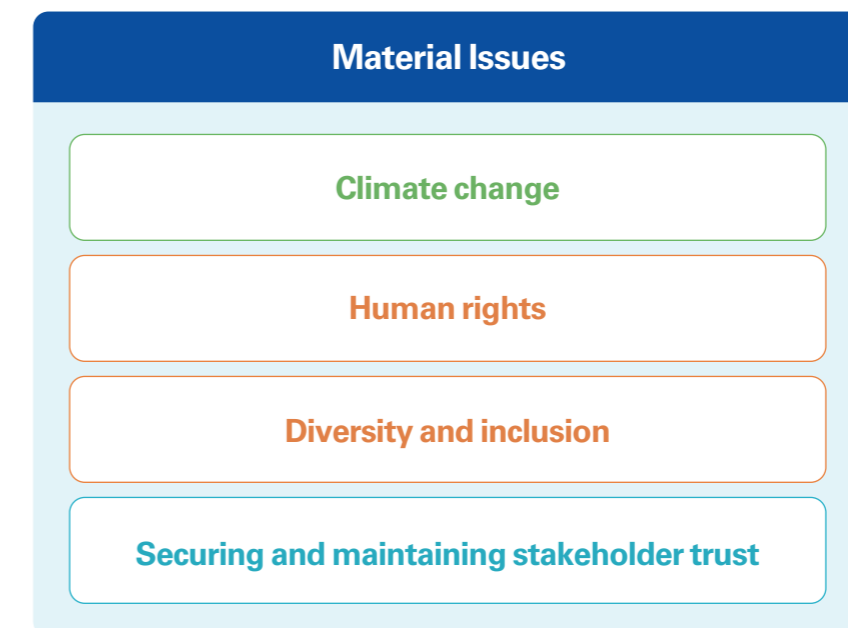 Material Issues
Climate change
Human rights
Diversity and inclusion
Securing and maintaining stakeholder trust